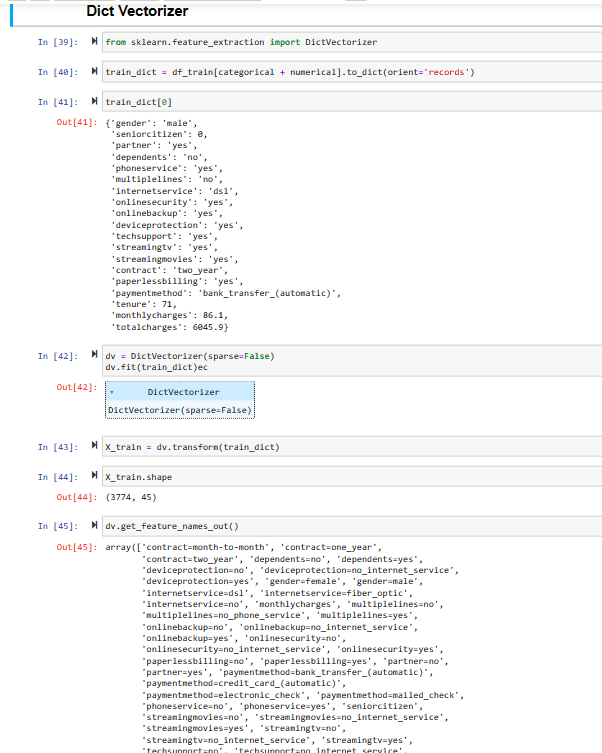 Dict Vectorizer
In [39]: from sklearn.feature_extraction import DictVectorizer
In [40]: train_dict = df_train[categorical + numerical].to_dict(orient='records')
In [41]: train_dict[0]
Out[41]: {'gender': 'male',
'seniorcitizen': 0,
'partner': 'yes',
'dependents': 'no',
'phoneservice': 'yes',
'multiplelines': 'no',
'internetservice': 'dsl',
'onlinesecurity': 'yes',
'onlinebackup': 'yes',
'deviceprotection': 'yes',
'techsupport': 'yes',
'streamingtv': 'yes',
'streamingmovies': 'yes',
'contract': 'two_year',
'paperlessbilling': 'yes',
'paymentmethod': 'bank_transfer_(automatic)',
'tenure': 71,
'monthlycharges': 86.1,
'totalcharges': 6045.9}
In [42]: dv = DictVectorizer(sparse=False)
dv.fit(train_dict)ec
Out[42]: DictVectorizer
DictVectorizer(sparse=False)
In [43]: X_train = dv.transform(train_dict)
In [44]: X_train.shape
Out[44]: (3774, 45)
In [45]: dv.get_feature_names_out()
Out[45]: array(['contract=month-to-month', 'contract=one_year',
'contract=two_year', 'dependents=no', 'dependents=yes',
'deviceprotection=no', 'deviceprotection=no_internet_service',
'deviceprotection=yes', 'gender=female', 'gender=male',
'internetservice=dsl', 'internetservice=fiber_optic',
'internetservice=no', 'monthlycharges', 'multiplelines=no',
'multiplelines=no_phone_service', 'multiplelines=yes',
'onlinebackup=no', 'onlinebackup=no_internet_service',
'onlinebackup=yes', 'onlinesecurity=no',
'onlinesecurity=no_internet_service', 'onlinesecurity=yes',
'paperlessbilling=no', 'paperlessbilling=yes', 'partner=no',
'partner=yes', 'paymentmethod=bank_transfer_(automatic)',
'paymentmethod=credit_card_(automatic)',
'paymentmethod=electronic_check', 'paymentmethod=mailed_check',
'phoneservice=no', 'phoneservice=yes', 'seniorcitizen',
'streamingmovies=no', 'streamingmovies=no_internet_service',
'streamingmovies=yes', 'streamingtv=no',
'streamingtv=no_internet_service', 'streamingtv=yes',
'techsupport=no', 'techsupport=no_internet_service',